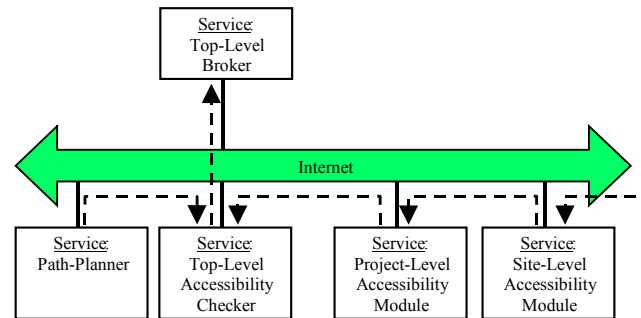 Service:
Top-Level
Broker
Internet
Service:
Path-Planner
Service:
Top-Level
Accessibility
Checker
Service:
Project-Level
Accessibility
Module
Service:
Site-Level
Accessibility
Module